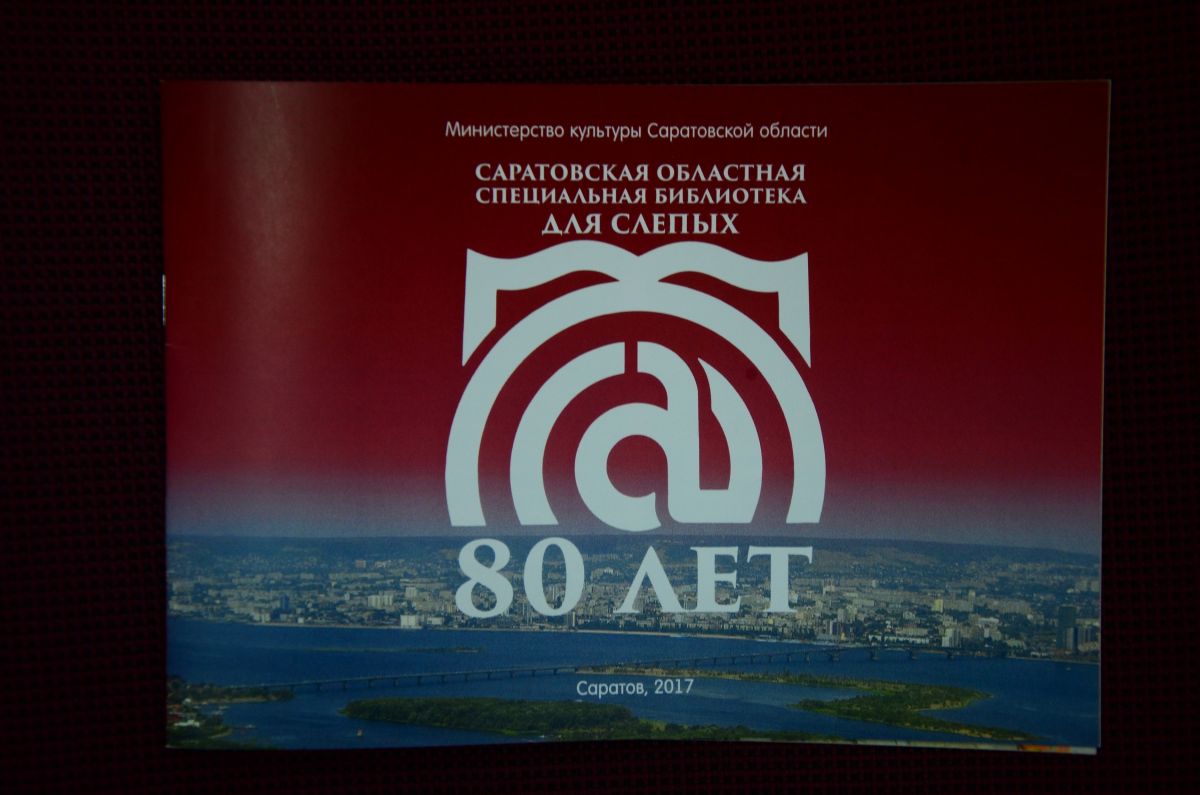 Министерство культуры Саратовской области
САРАТОВСКАЯ ОБЛАСТНАЯ
СПЕЦИАЛЬНАЯ БИБЛИОТЕКА
ДЛЯ СЛЕПЫХ
80 ЛЕТ
Саратов, 2017